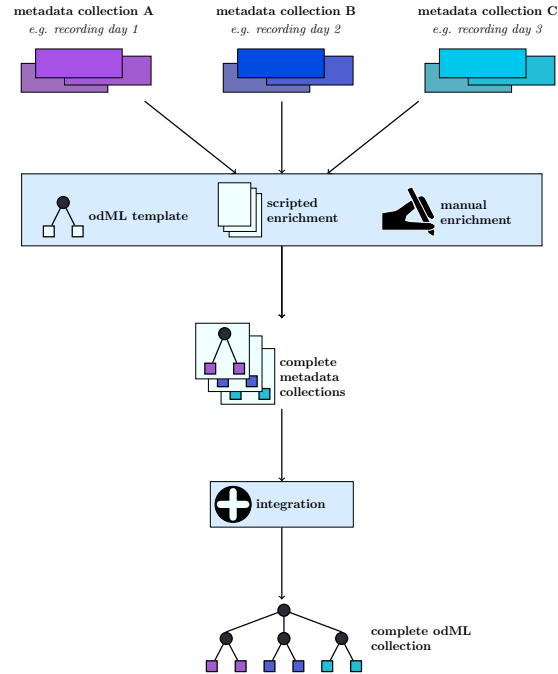 metadata collection A
e.g. recording day 1
metadata collection B
e.g. recording day 2
metadata collection C
e.g. recording day 3
odML template
scripted
enrichment
manual
enrichment
complete
metadata
collections
integration
complete odML
collection